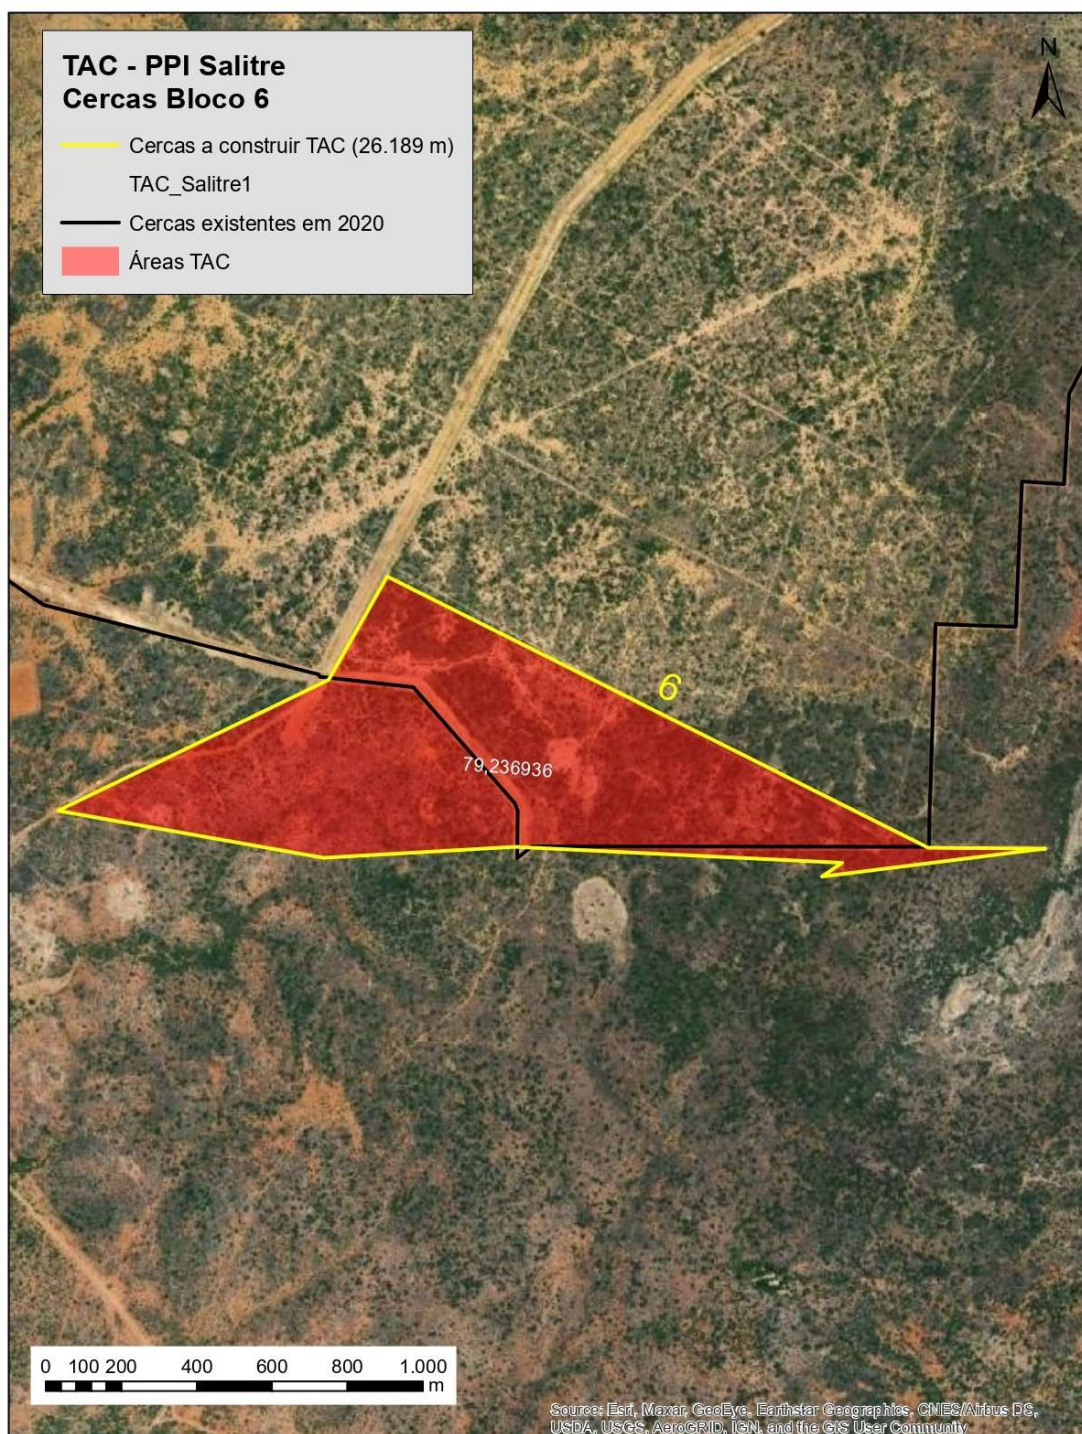 TAC - PPI Salitre
Cercas Bloco 6
Cercas a construir TAC (26.189 m)
TAC_Salitre1
Cercas existentes em 2020
Áreas TAC
N
6
79,236936
0 100 200 400 600 800 1.000
m
Source: Esri, Maxar, GeoEye, Earthstar Geographics, CNES/Airbus DS,
USDA, USGS, AeroGRID, IGN, and the GIS User Community